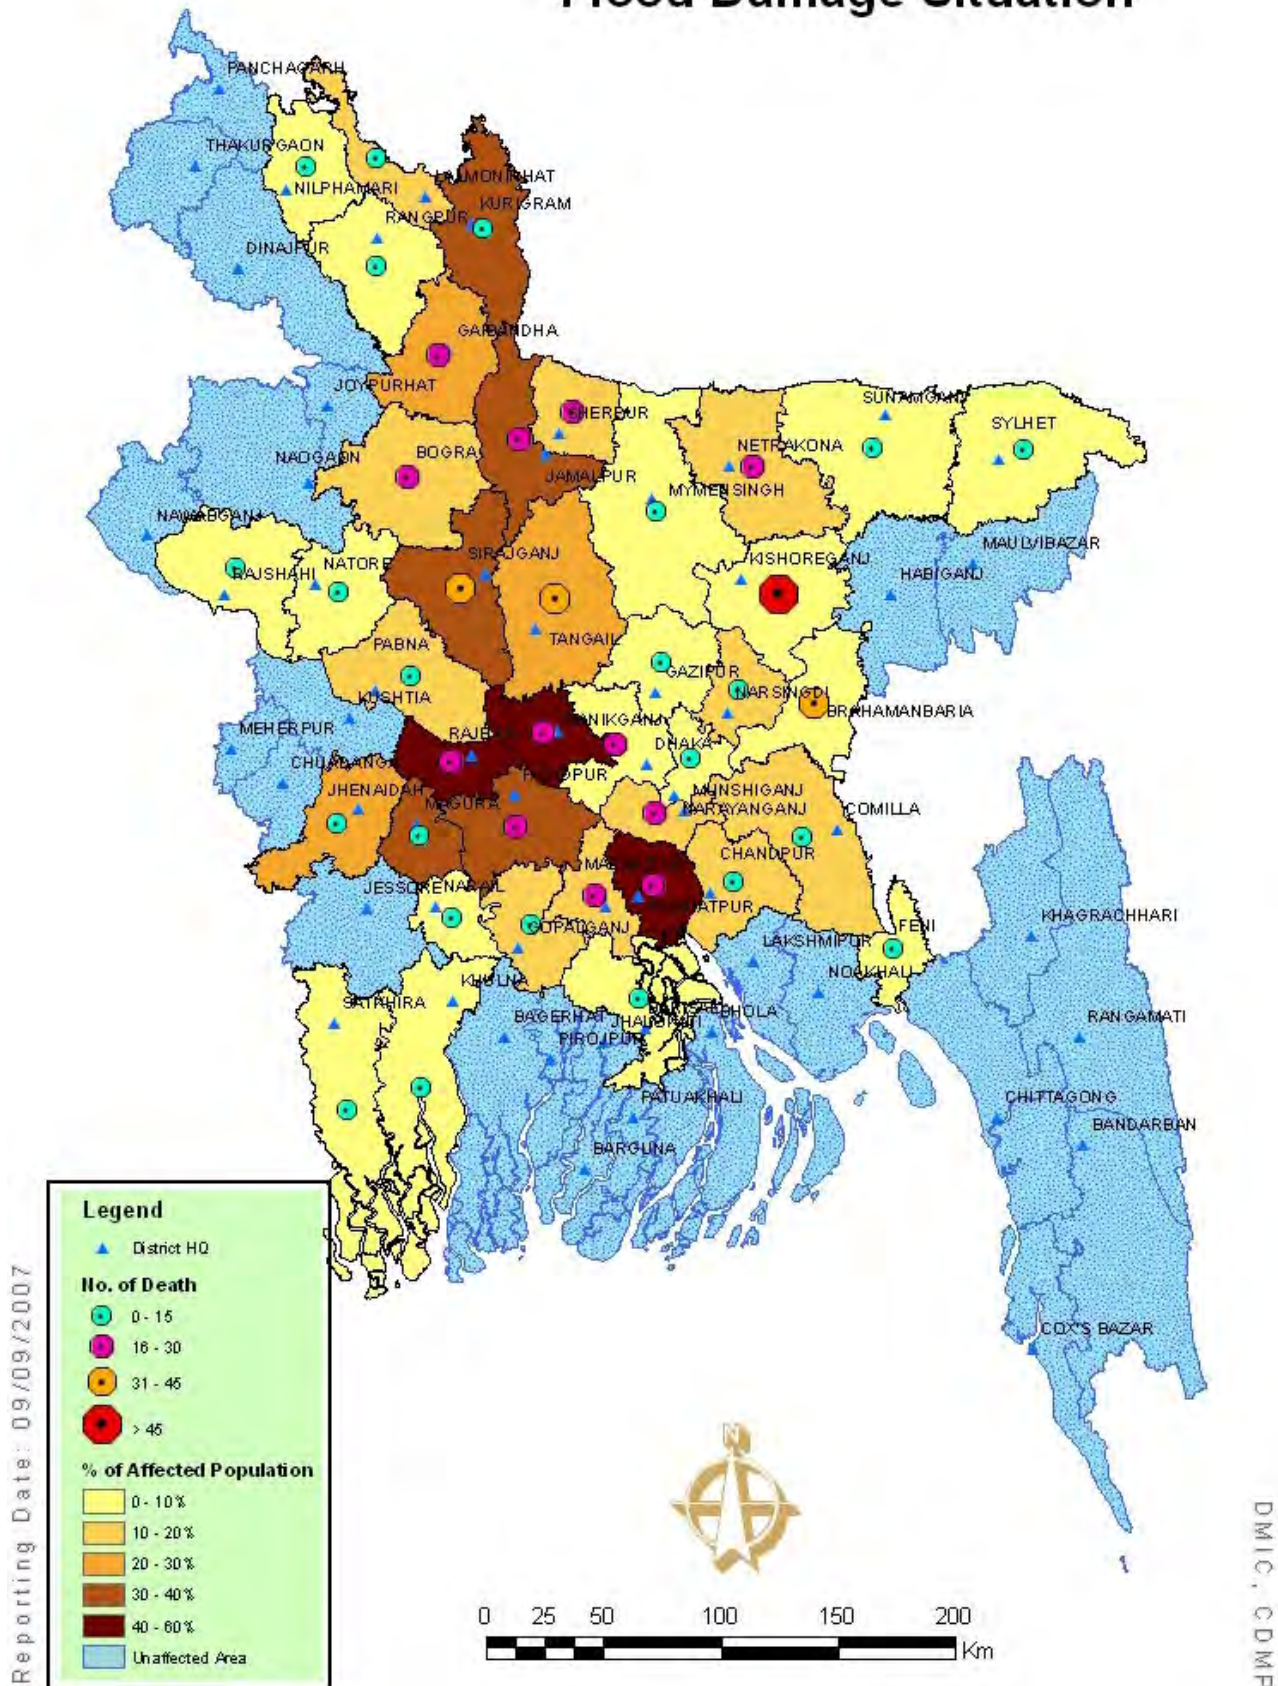 Flood Damage Situation
PANCHAGARH
THAKURGAON
NILPHAMARI
LALMONIRHAT
KURIGRAM
RANGPUR
DINAJPUR
GAIBANDHA
JOYPURHAT
SHERPUR
SUNAMGANJ
SYLHET
NAOGAON
BOGRA
NETRAKONA
JAMALPUR
MYMENSINGH
NAWABGANJ
MAULVIBAZAR
RAJSHAHI
NATORE
SIRAJGANJ
KISHOREGANJ
HABIGANJ
TANGAIL
PABNA
GAZIPUR
KUSHTIA
NARSINGDI
BRAHAMANBARIA
MEHERPUR
DHAKA
CHUADANGA
JHENAIDAH
MAGURA
MUNSHIGANJ
NARAYANGANJ
COMILLA
CHANDPUR
JESSORE
NARAIL
GOPALGANJ
KHAGRACHHARI
LAKSHMIPUR
FENI
NOAKHALI
KHULNA
SATKHIRA
BAGERHAT
BHOLA
RANGAMATI
PIROJPUR
PATUAKHALI
CHITTAGONG
BANDARBAN
BARGUNA
COX'S BAZAR
Legend
District HQ
No. of Death
0 - 15
16 - 30
31 - 45
> 45
% of Affected Population
0 - 10%
10 - 20%
20 - 30%
30 - 40%
40 - 60%
Unaffected Area
Reporting Date: 09/09/2007
N
0 25 50 100 150 200
Km
DMIC, CDMP